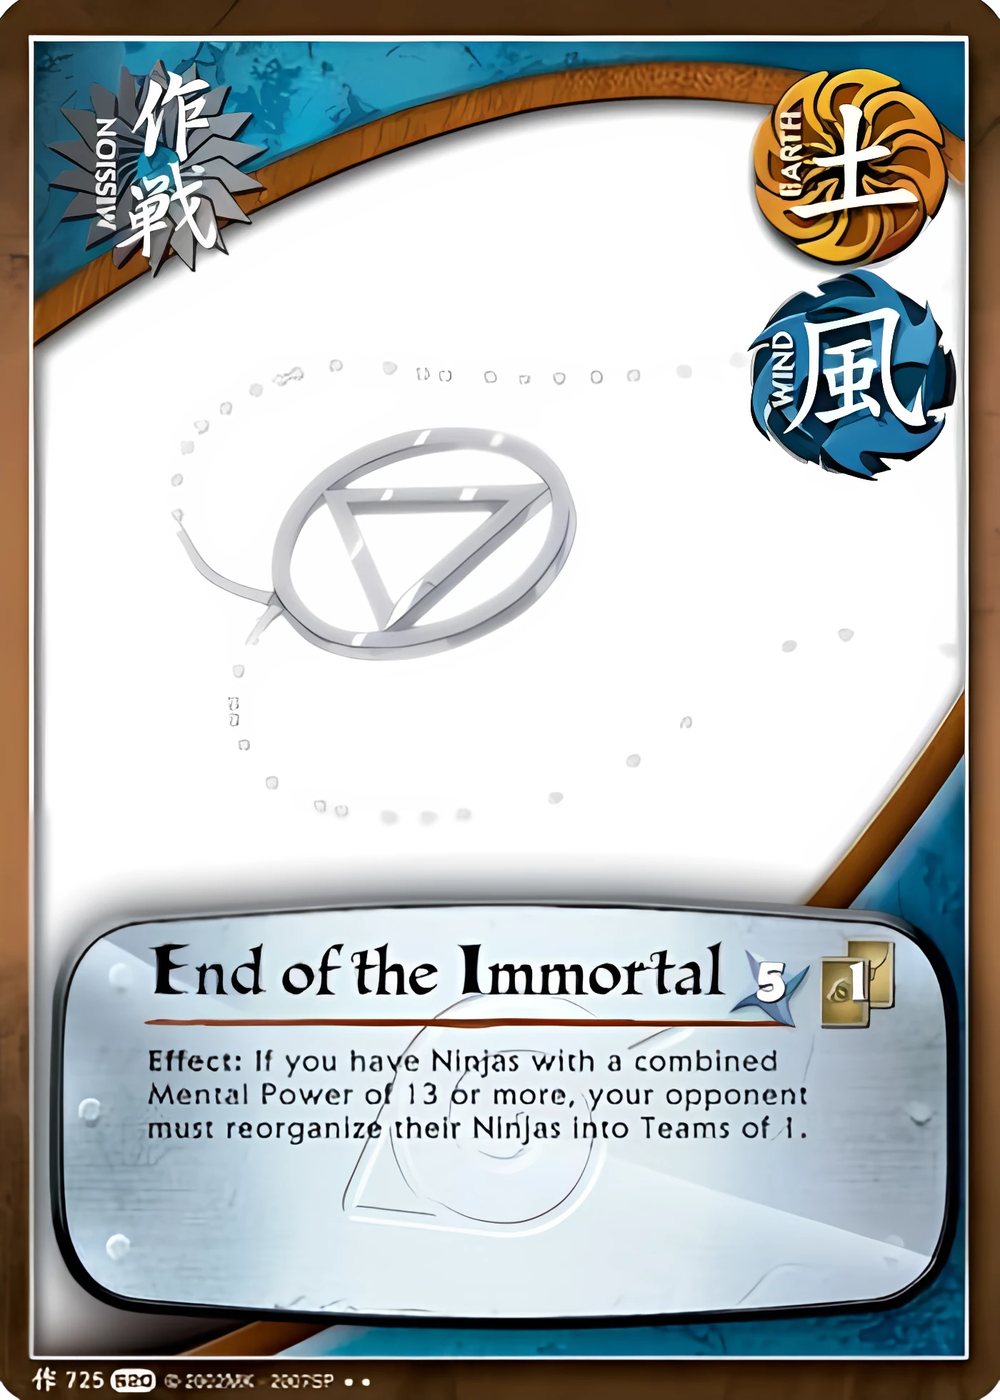 作戦
MISSION
土
EARTH
風
WIND
End of the Immortal 5 1
Effect: If you have Ninjas with a combined
Mental Power of 13 or more, your opponent
must reorganize their Ninjas into Teams of 1.
作 725